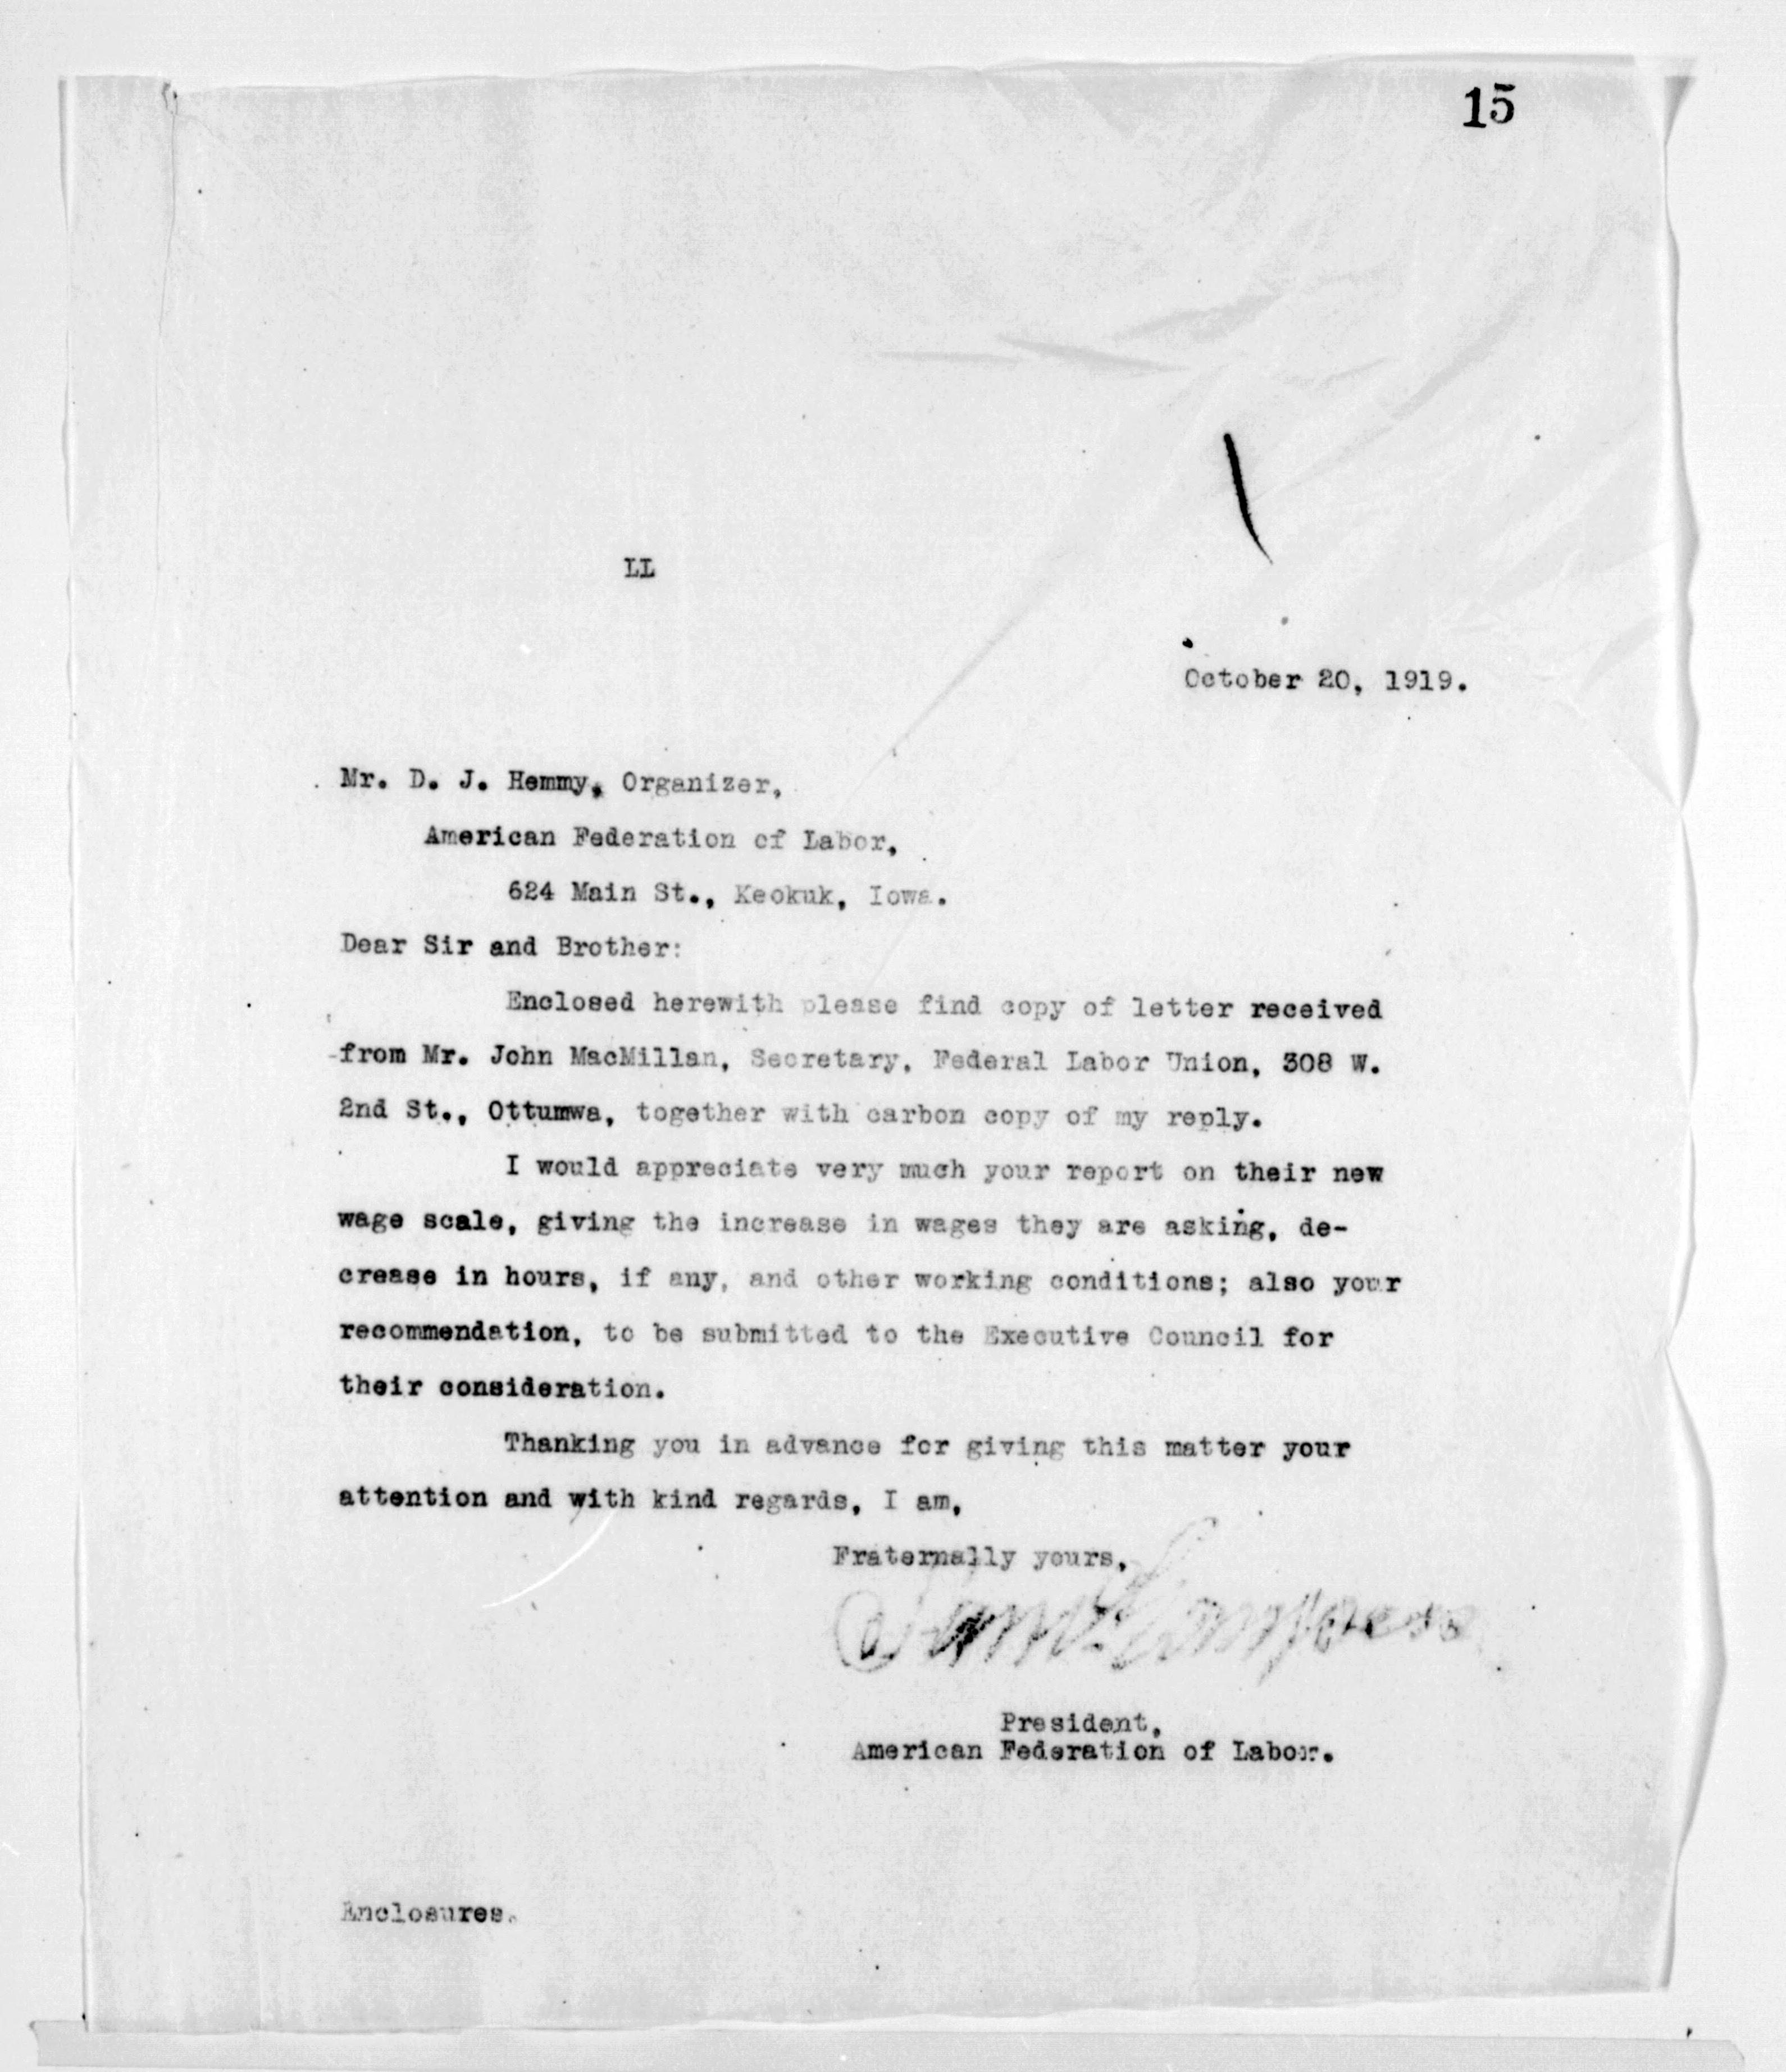 15
LL
October 20, 1919.
Mr. D. J. Hemmy, Organizer,
American Federation of Labor,
624 Main St., Keokuk, Iowa.
Dear Sir and Brother:
Enclosed herewith please find copy of letter received
from Mr. John MacMillan, Secretary, Federal Labor Union, 308 W.
2nd St., Ottumwa, together with carbon copy of my reply.
I would appreciate very much your report on their new
wage scale, giving the increase in wages they are asking, de-
crease in hours, if any, and other working conditions; also your
recommendation, to be submitted to the Executive Council for
their consideration.
Thanking you in advance for giving this matter your
attention and with kind regards, I am,
Fraternally yours,
Saml. Gompers
President,
American Federation of Labor.
Enclosures.